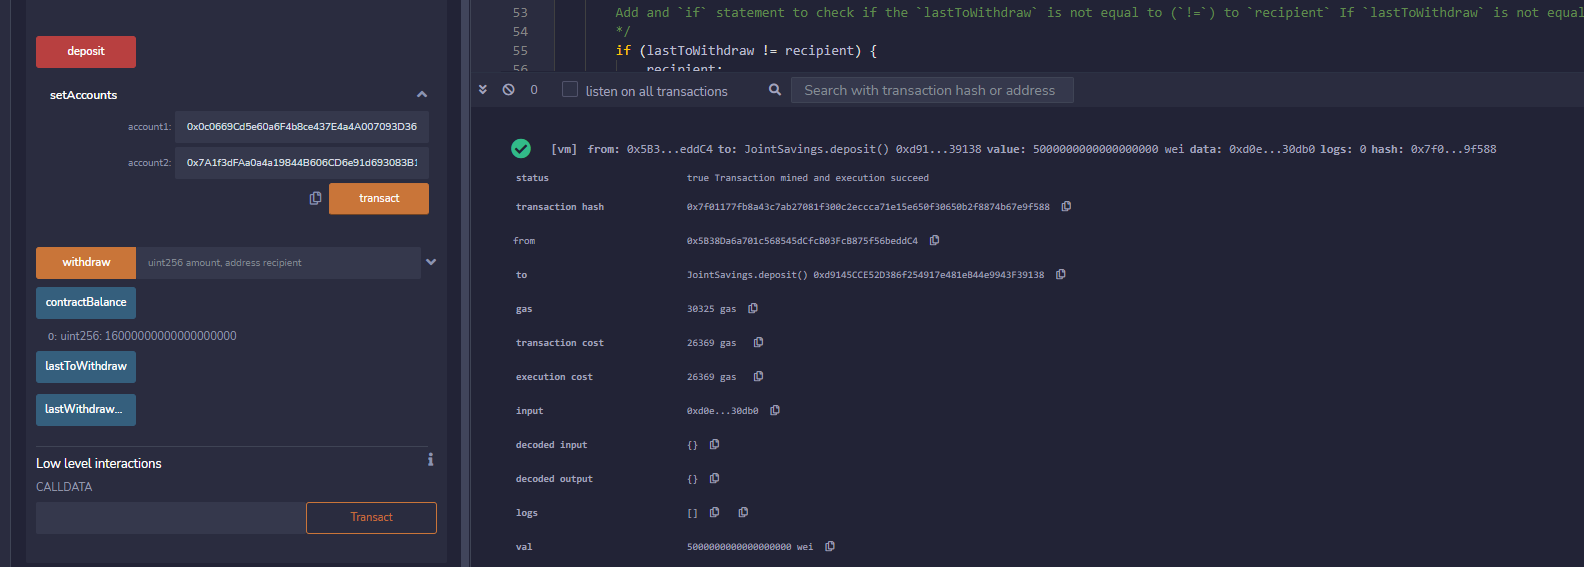 deposit
setAccounts
account1: 0x0c0669Cd5e60a6F4b8ce437E4a4A007093D36
account2: 0x7A1f3dFAa0a4a19844B606CD6e91d693083B1
transact
withdraw uint256 amount, address recipient
contractBalance
0: uint256: 16000000000000000000
lastToWithdraw
lastWithdraw...
Low level interactions
CALLDATA
Transact
53 Add and `if` statement to check if the `lastToWithdraw` is not equal to (`!=`) to `recipient` If `lastToWithdraw` is not equal
54 */
55 if (lastToWithdraw != recipient) {
56 recipient;
0 listen on all transactions Search with transaction hash or address
[vm] from: 0x5B3...eddC4 to: JointSavings.deposit() 0xd91...39138 value: 5000000000000000000 wei data: 0xd0e...30db0 logs: 0 hash: 0x7f0...9f588
status true Transaction mined and execution succeed
transaction hash 0x7f01177fb8a43c7ab27081f300c2eccca71e15e650f30650b2f8874b67e9f588
from 0x5B38Da6a701c568545dCfcB03FcB875f56beddC4
to JointSavings.deposit() 0xd9145CCE52D386f254917e481eB44e9943F39138
gas 30325 gas
transaction cost 26369 gas
execution cost 26369 gas
input 0xd0e...30db0
decoded input {}
decoded output {}
logs []
val 5000000000000000000 wei